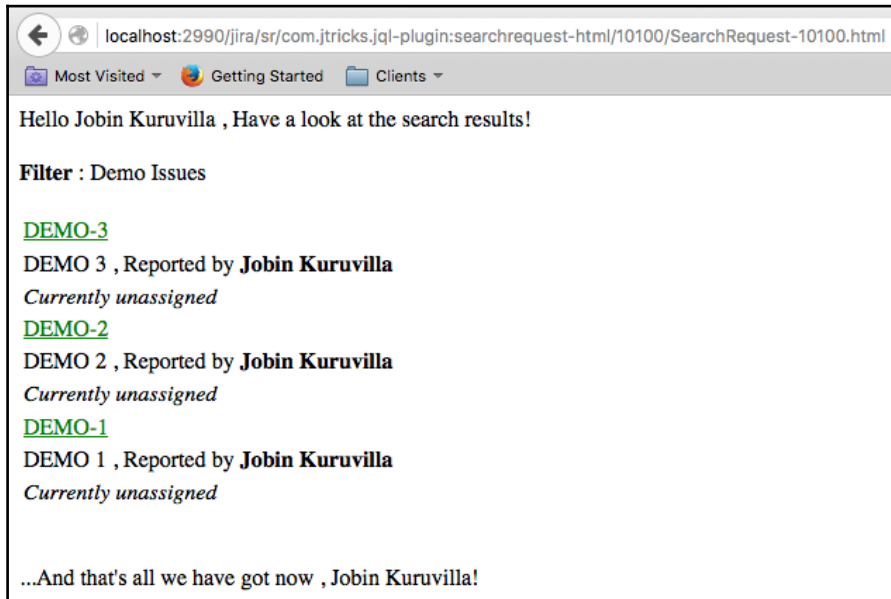 localhost:2990/jira/sr/com.jtricks.jql-plugin:searchrequest-html/10100/SearchRequest-10100.html
Most Visited Getting Started Clients
Hello Jobin Kuruvilla , Have a look at the search results!
Filter : Demo Issues
DEMO-3
DEMO 3 , Reported by Jobin Kuruvilla
Currently unassigned
DEMO-2
DEMO 2 , Reported by Jobin Kuruvilla
Currently unassigned
DEMO-1
DEMO 1 , Reported by Jobin Kuruvilla
Currently unassigned
...And that's all we have got now , Jobin Kuruvilla!